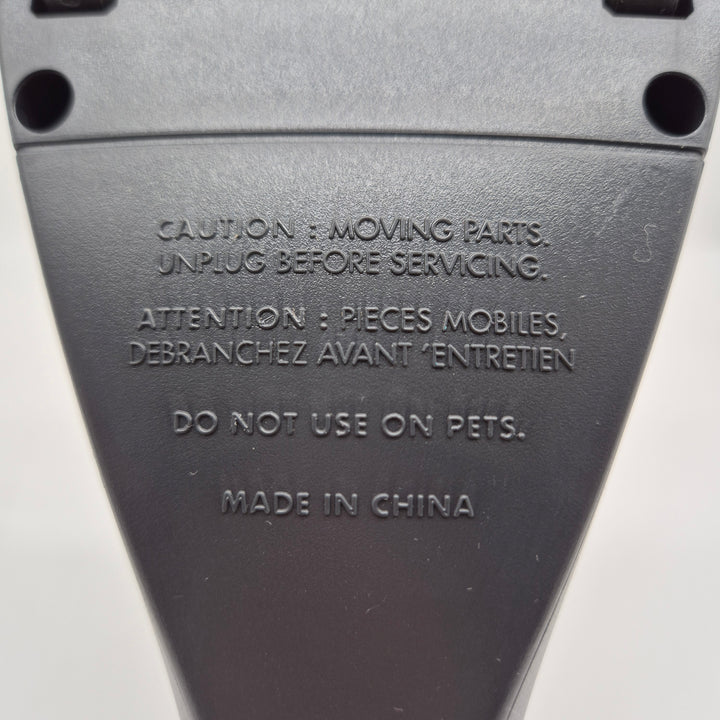 CAUTION : MOVING PARTS.
UNPLUG BEFORE SERVICING.
ATTENTION : PIECES MOBILES,
DEBRANCHEZ AVANT 'ENTRETIEN
DO NOT USE ON PETS.
MADE IN CHINA